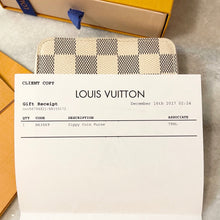 CLIENT COPY
LOUIS VUITTON
Gift Receipt December 16th 2017 02:24
QTY CODE DESCRIPTION ASSOCIATE
1 Zippy Coin Purse